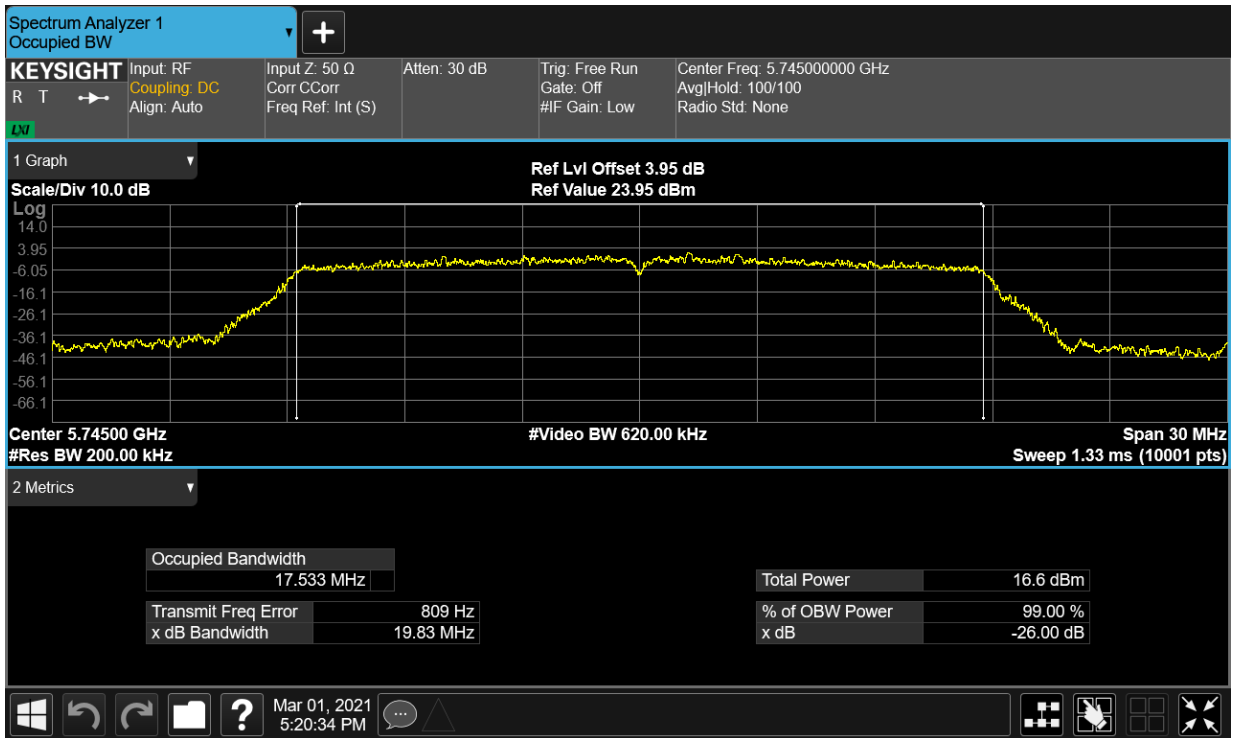 Spectrum Analyzer 1
Occupied BW
KEYSIGHT
R T
LXI
Input: RF
Coupling: DC
Align: Auto
Input Z: 50 Ω
Corr CCorr
Freq Ref: Int (S)
Atten: 30 dB
Trig: Free Run
Gate: Off
#IF Gain: Low
Center Freq: 5.745000000 GHz
Avg|Hold: 100/100
Radio Std: None
1 Graph
Scale/Div 10.0 dB
Ref Lvl Offset 3.95 dB
Ref Value 23.95 dBm
Log
14.0
3.95
-6.05
-16.1
-26.1
-36.1
-46.1
-56.1
-66.1
Center 5.74500 GHz
#Video BW 620.00 kHz
Span 30 MHz
#Res BW 200.00 kHz
Sweep 1.33 ms (10001 pts)
2 Metrics
Occupied Bandwidth
17.533 MHz
Total Power 16.6 dBm
Transmit Freq Error 809 Hz
% of OBW Power 99.00 %
x dB Bandwidth 19.83 MHz
x dB -26.00 dB
?
Mar 01, 2021
5:20:34 PM